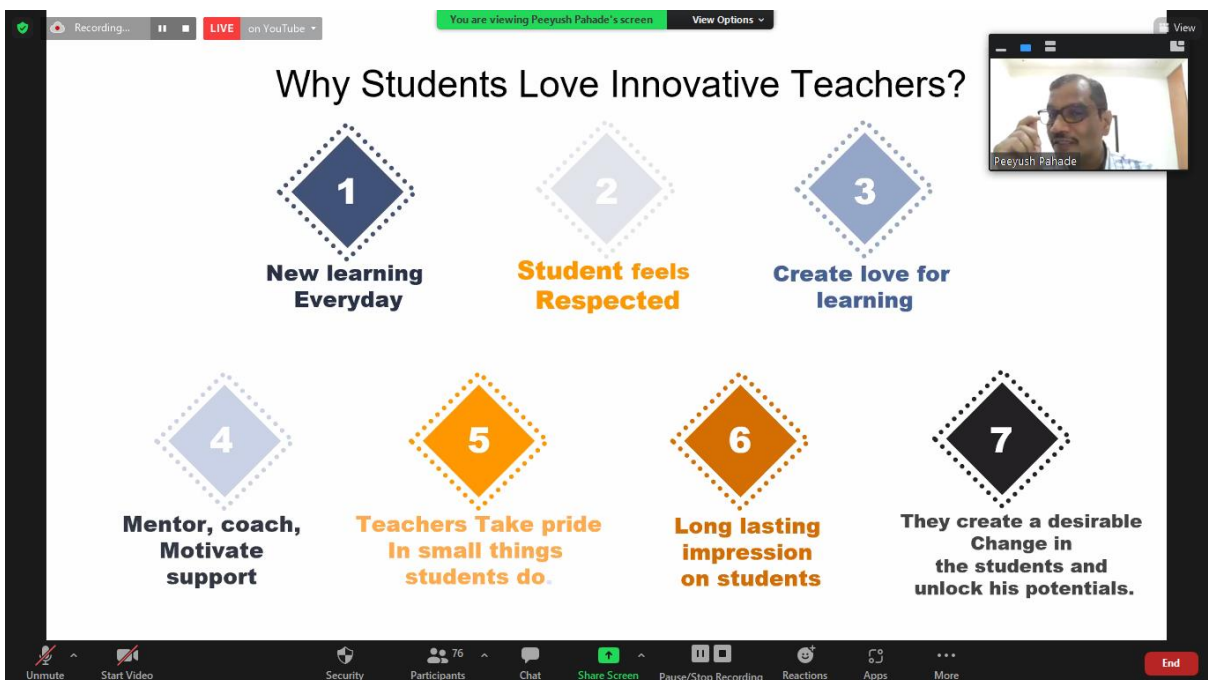 Recording...
LIVE on YouTube
You are viewing Peeyush Pahade's screen
View Options
View
Why Students Love Innovative Teachers?
Peeyush Pahade
1
New learning
Everyday
2
Student feels
Respected
3
Create love for
learning
4
Mentor, coach,
Motivate
support
5
Teachers Take pride
In small things
students do.
6
Long lasting
impression
on students
7
They create a desirable
Change in
the students and
unlock his potentials.
Unmute
Start Video
Security
76
Participants
Chat
Share Screen
Pause/Stop Recording
Reactions
Apps
More
End